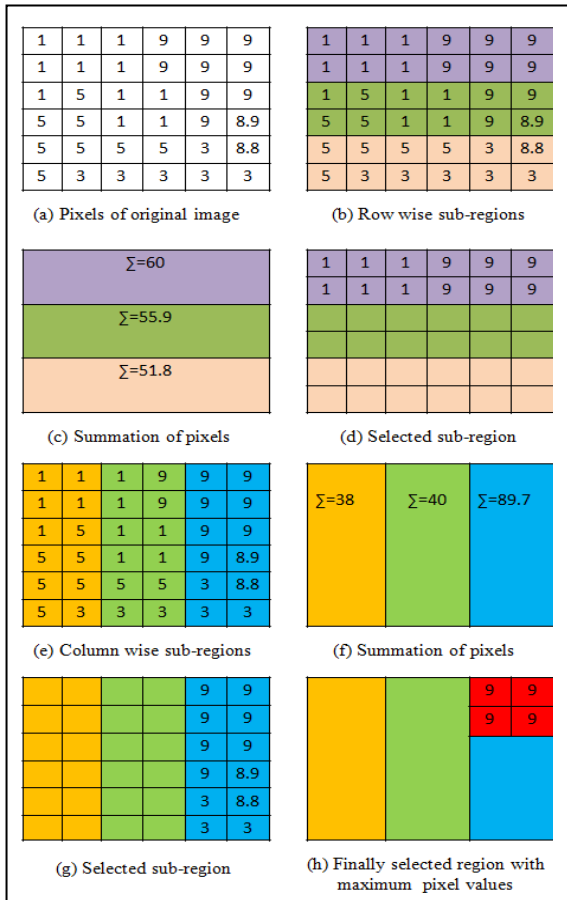 1 1 1 9 9 9
1 1 1 9 9 9
1 5 1 1 9 9
5 5 1 1 9 8.9
5 5 5 5 3 8.8
5 3 3 3 3 3
(a) Pixels of original image
1 1 1 9 9 9
1 1 1 9 9 9
1 5 1 1 9 9
5 5 1 1 9 8.9
5 5 5 5 3 8.8
5 3 3 3 3 3
(b) Row wise sub-regions
∑=60
∑=55.9
∑=51.8
(c) Summation of pixels
1 1 1 9 9 9
1 1 1 9 9 9
(d) Selected sub-region
1 1 1 9 9 9
1 1 1 9 9 9
1 5 1 1 9 9
5 5 1 1 9 8.9
5 5 5 5 3 8.8
5 3 3 3 3 3
(e) Column wise sub-regions
∑=38 ∑=40 ∑=89.7
(f) Summation of pixels
9 9
9 9
9 9
9 8.9
3 8.8
3 3
(g) Selected sub-region
9 9
9 9
(h) Finally selected region with
maximum pixel values